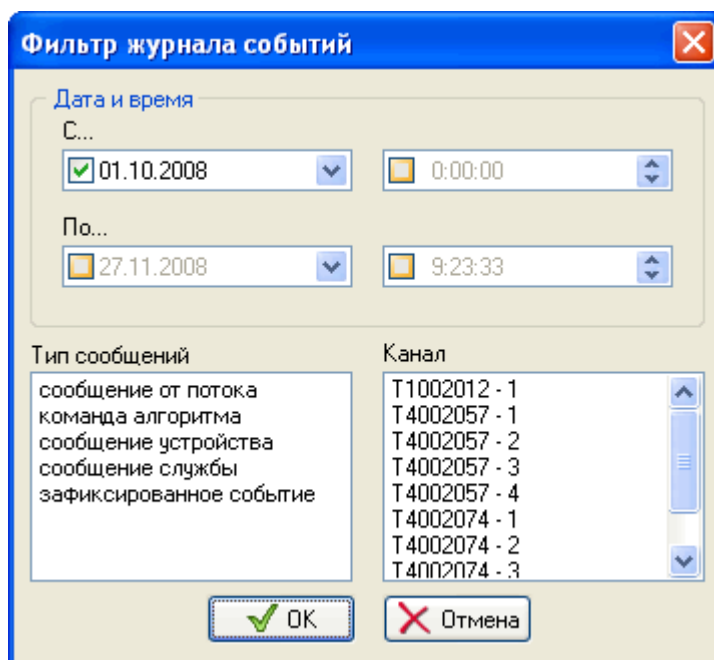 Фильтр журнала событий
Дата и время
С...
01.10.2008 0:00:00
По...
27.11.2008 9:23:33
Тип сообщений
сообщение от потока
команда алгоритма
сообщение устройства
сообщение службы
зафиксированное событие
Канал
T1002012 - 1
T4002057 - 1
T4002057 - 2
T4002057 - 3
T4002057 - 4
T4002074 - 1
T4002074 - 2
T4002074 - 3
OK Отмена